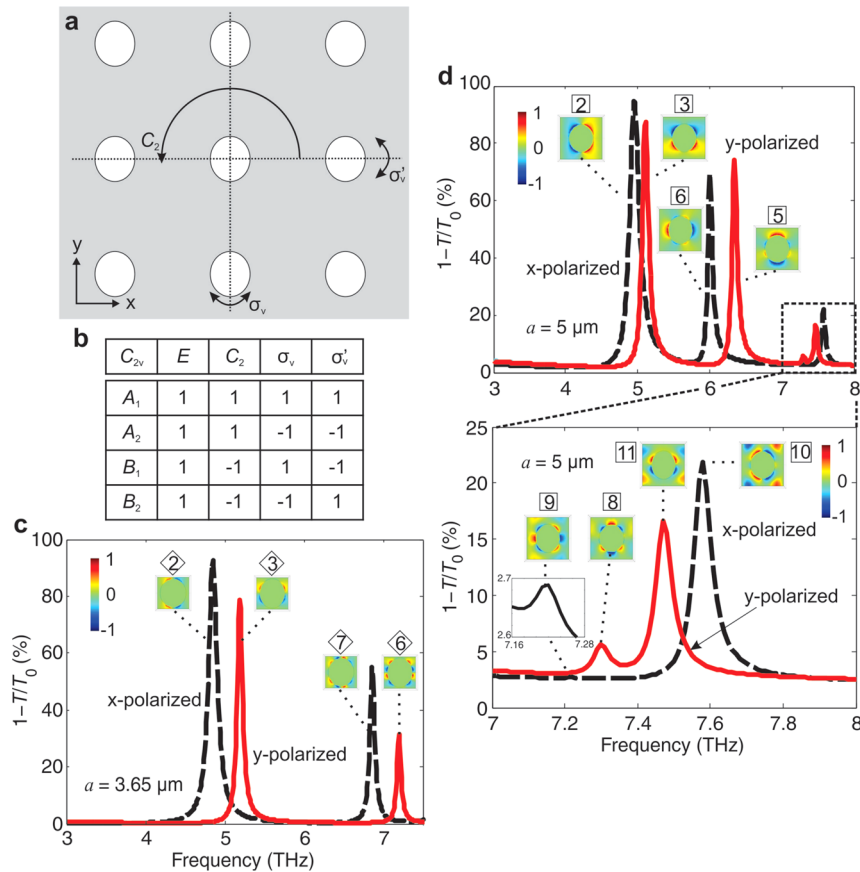 a
C₂
σᵥ'
y
x
σᵥ
b
C₂ᵥ E C₂ σᵥ σᵥ'
A₁ 1 1 1 1
A₂ 1 1 -1 -1
B₁ 1 -1 1 -1
B₂ 1 -1 -1 1
c
100
80
60
40
20
0
1−T/T₀ (%)
1
0
-1
2
3
7
6
x-polarized
y-polarized
a = 3.65 μm
3 4 5 6 7
Frequency (THz)
d
100
80
60
40
20
0
1−T/T₀ (%)
1
0
-1
2
3
y-polarized
6
5
x-polarized
a = 5 μm
3 4 5 6 7 8
25
20
15
10
5
0
1−T/T₀ (%)
a = 5 μm
11
10
1
0
-1
9
8
x-polarized
y-polarized
2.7
2.6
7.16 7.28
7 7.2 7.4 7.6 7.8 8
Frequency (THz)